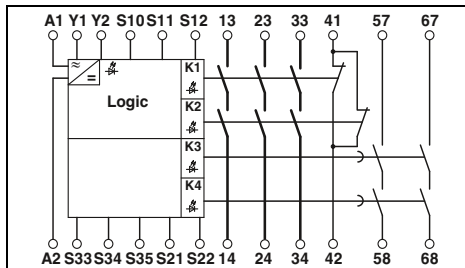 A1 Y1 Y2 S10 S11 S12 13 23 33 41 57 67
≈
=
K1
Logic
K2
K3
K4
A2 S33 S34 S35 S21 S22 14 24 34 42 58 68